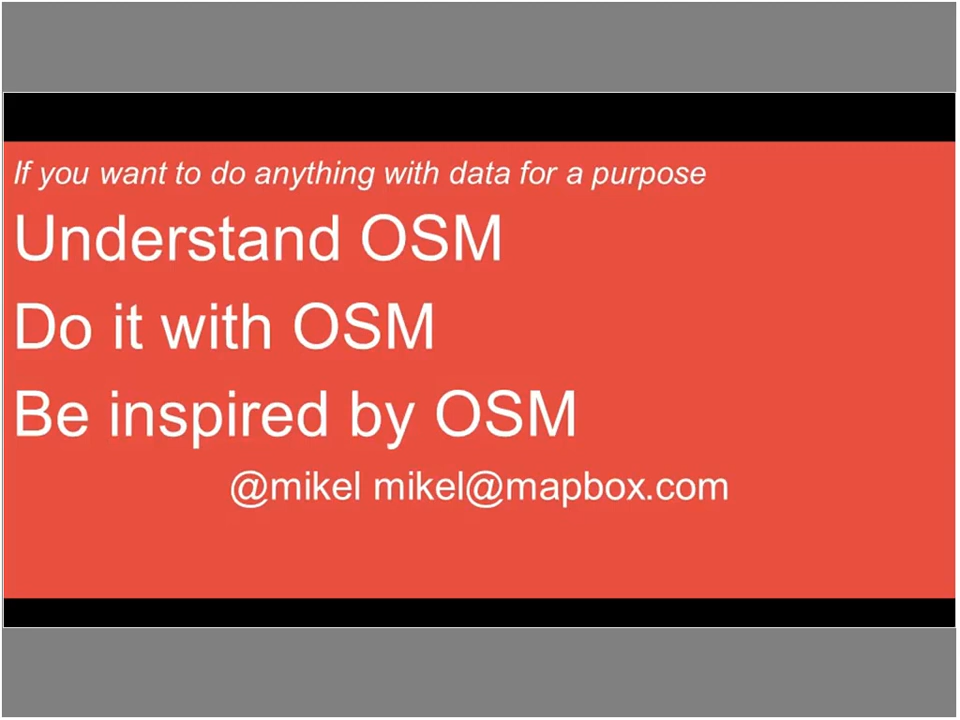 If you want to do anything with data for a purpose
Understand OSM
Do it with OSM
Be inspired by OSM
@mikel mikel@mapbox.com